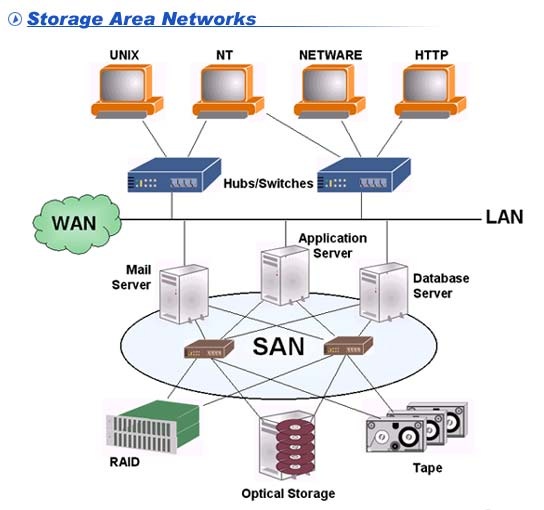 Storage Area Networks
UNIX
NT
NETWARE
HTTP
Hubs/Switches
WAN
LAN
Application
Server
Mail
Server
Database
Server
SAN
RAID
Tape
Optical Storage